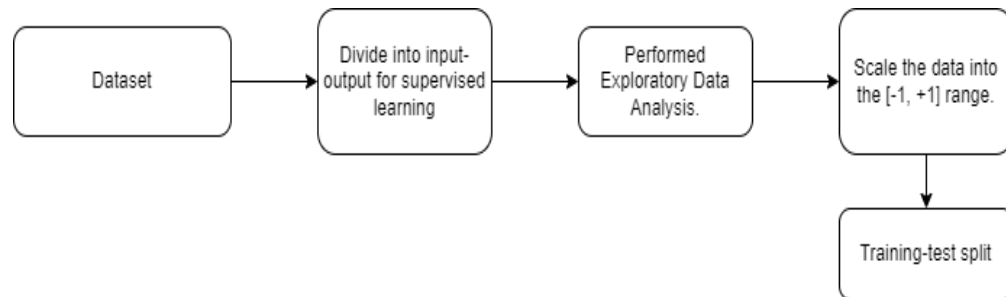 Dataset
Divide into input-
output for supervised
learning
Performed
Exploratory Data
Analysis.
Scale the data into
the [-1, +1] range.
Training-test split